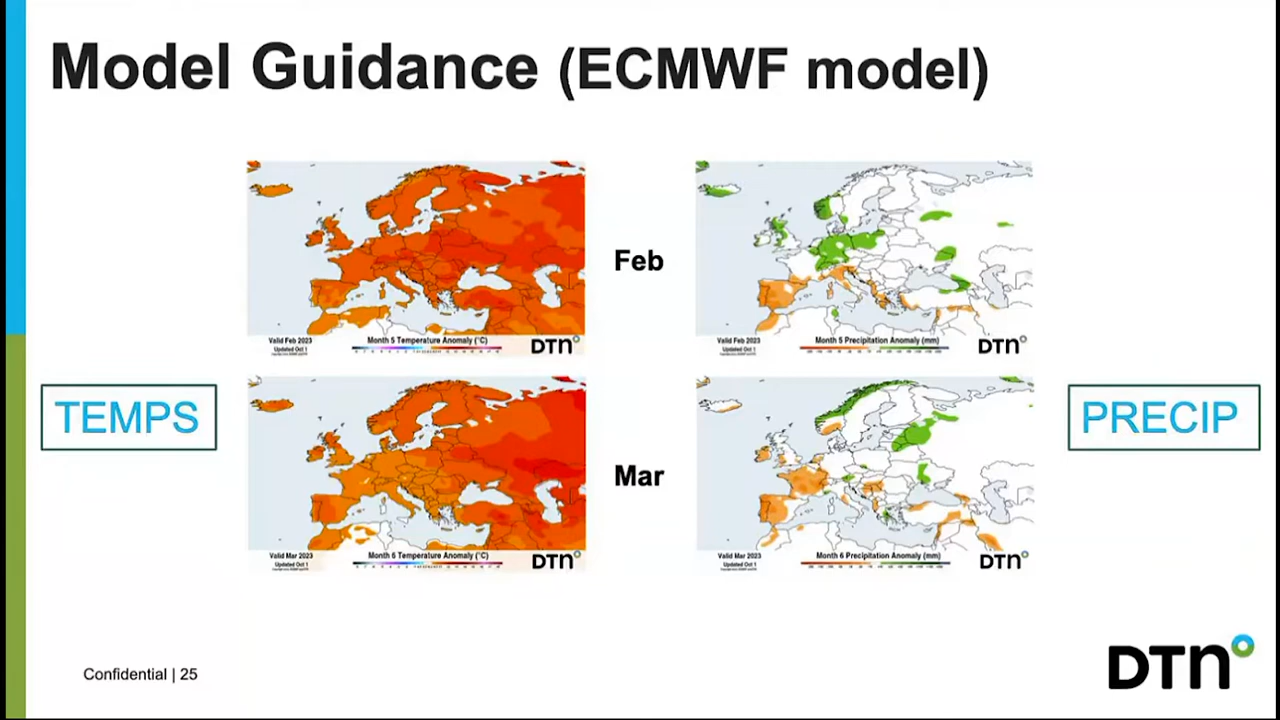 Model Guidance (ECMWF model)
Valid Feb 2023
Updated Oct 1
Month 5 Temperature Anomaly (°C)
DTN
Feb
Valid Feb 2023
Updated Oct 1
Month 5 Precipitation Anomaly (mm)
DTN
TEMPS
Valid Mar 2023
Updated Oct 1
Month 6 Temperature Anomaly (°C)
DTN
Mar
Valid Mar 2023
Updated Oct 1
Month 6 Precipitation Anomaly (mm)
DTN
PRECIP
Confidential | 25
DTN